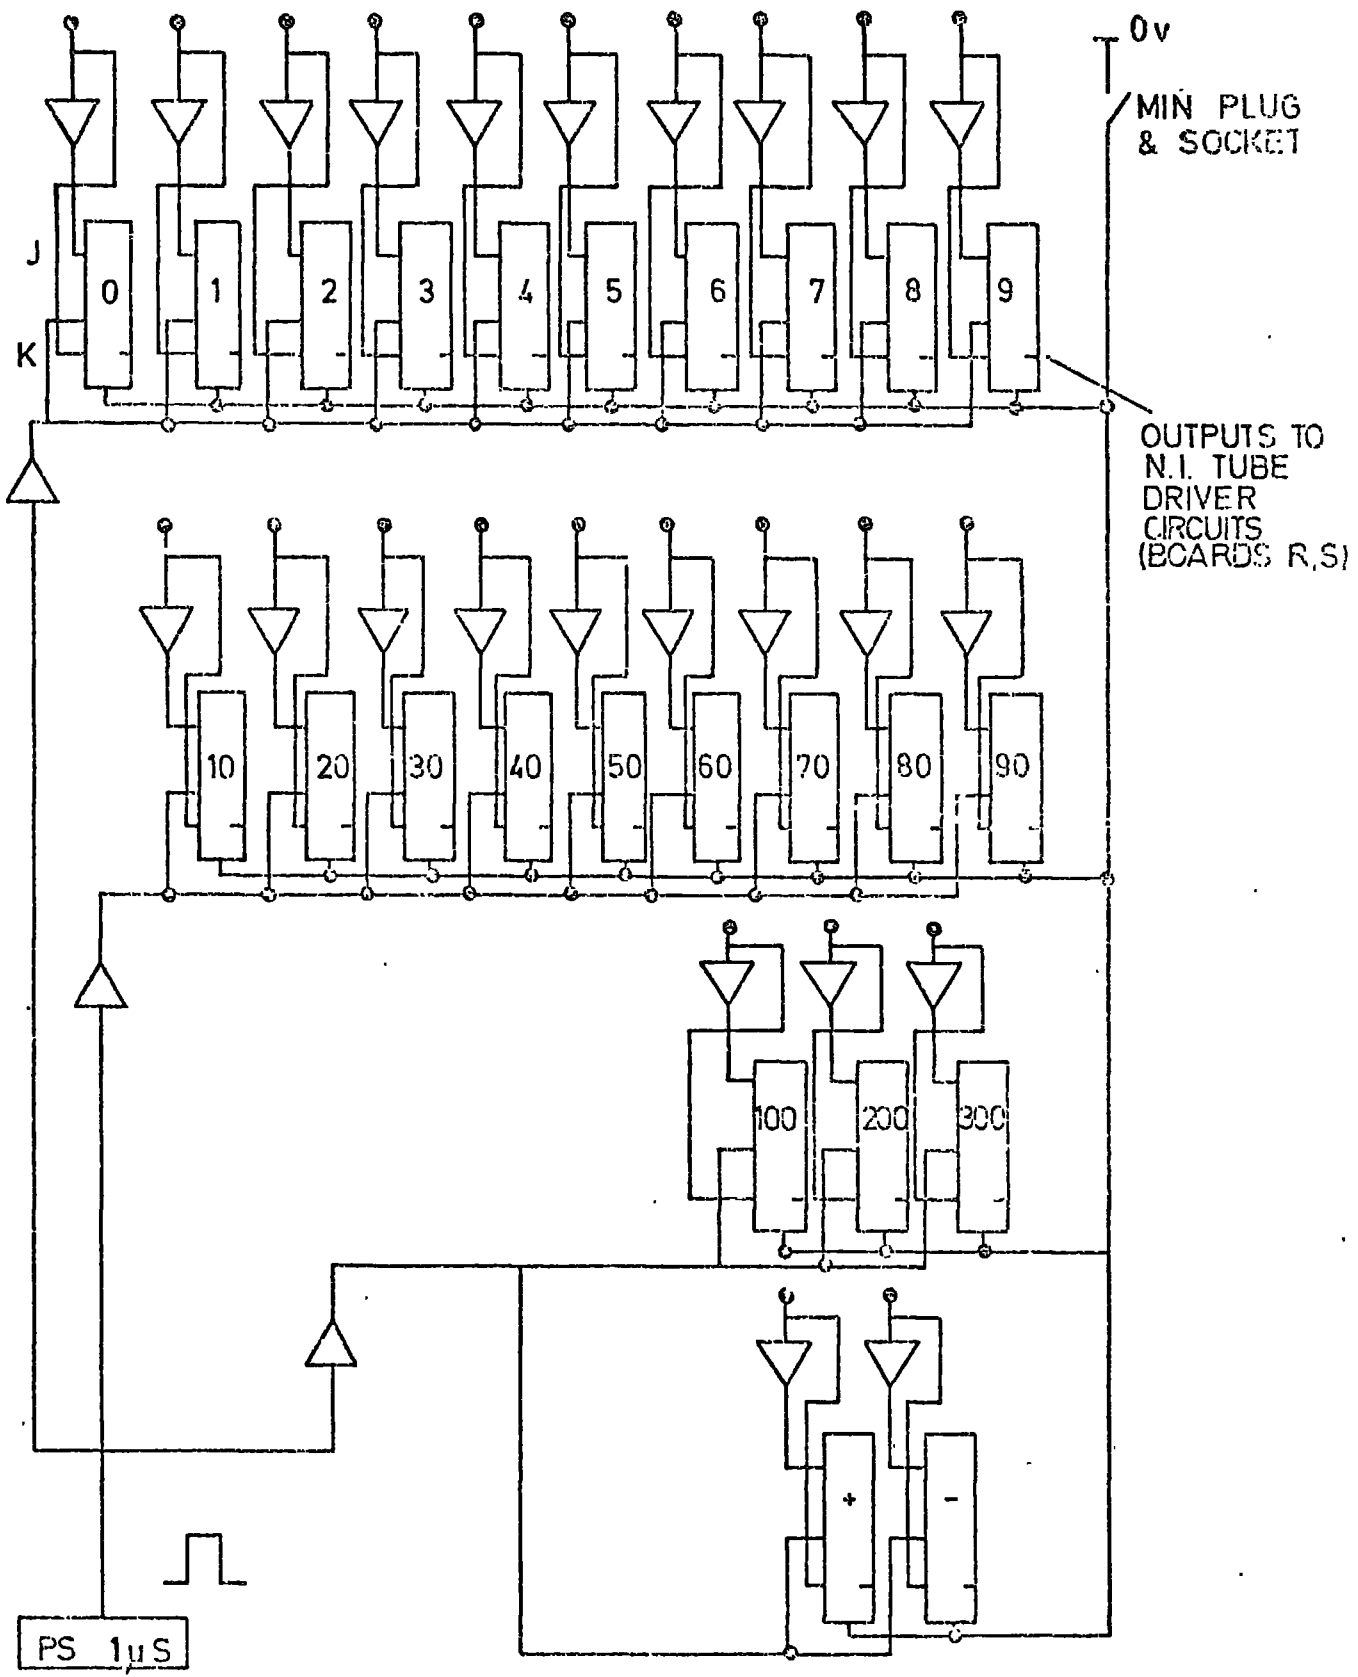 0v
MIN PLUG
& SOCKET
J
0 1 2 3 4 5 6 7 8 9
K
OUTPUTS TO
N.I. TUBE
DRIVER
CIRCUITS
(BOARDS R,S)
10 20 30 40 50 60 70 80 90
100 200 300
+ -
PS 1µS